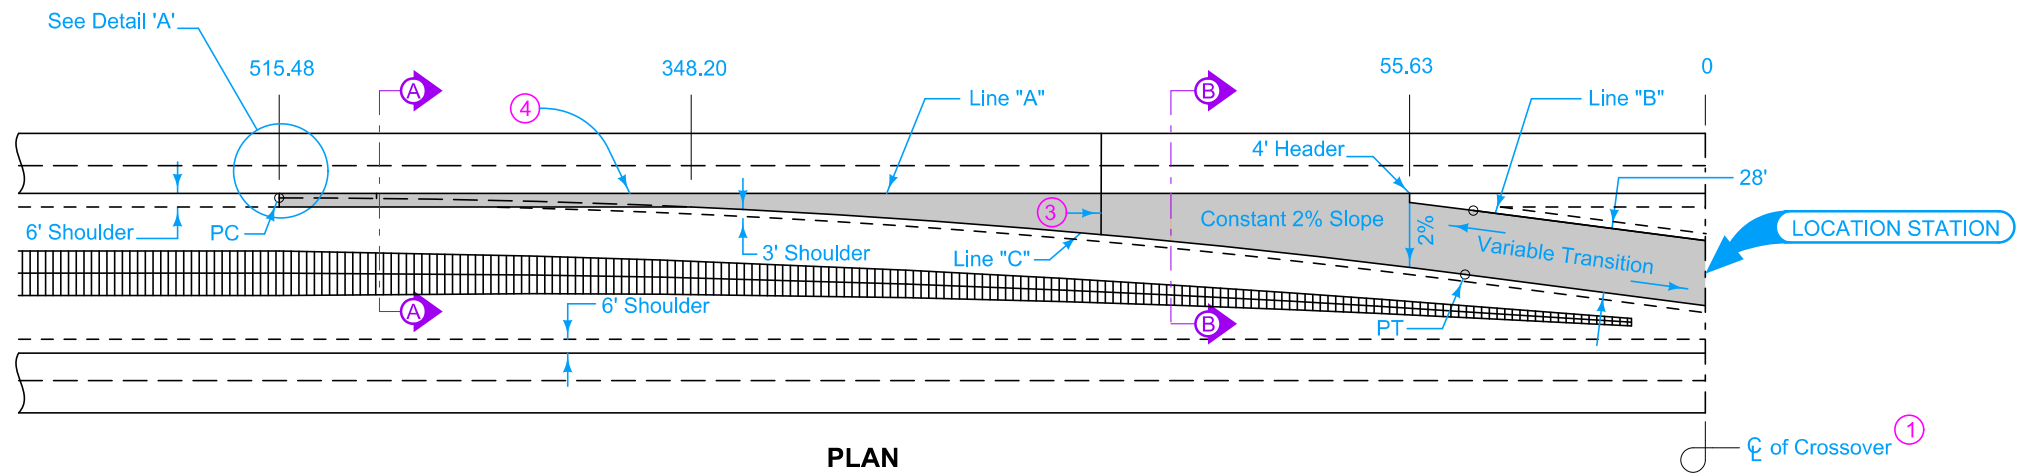 See Detail 'A'
515.48
348.20
55.63
0
A
B
4
Line "A"
Line "B"
4' Header
28'
3
Constant 2% Slope
2%
LOCATION STATION
6' Shoulder
PC
3' Shoulder
Line "C"
Variable Transition
6' Shoulder
A
B
PT
PLAN
℄ of Crossover
1